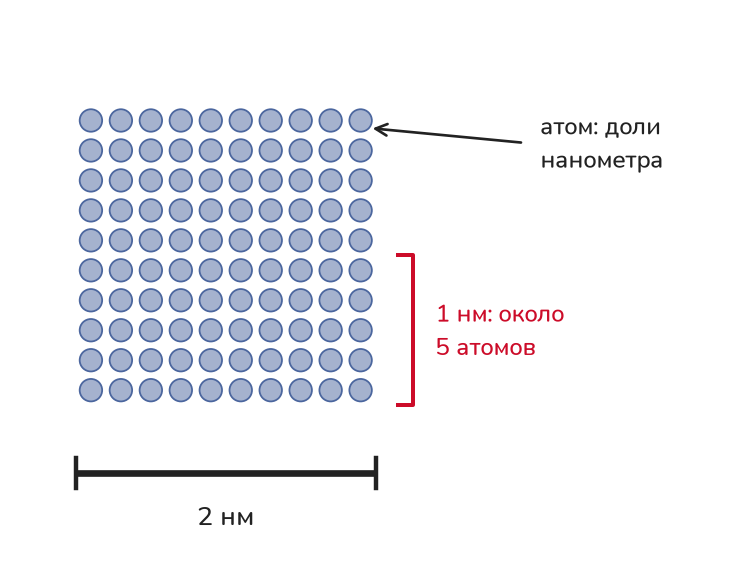 атом: доли
нанометра
1 нм: около
5 атомов
2 нм